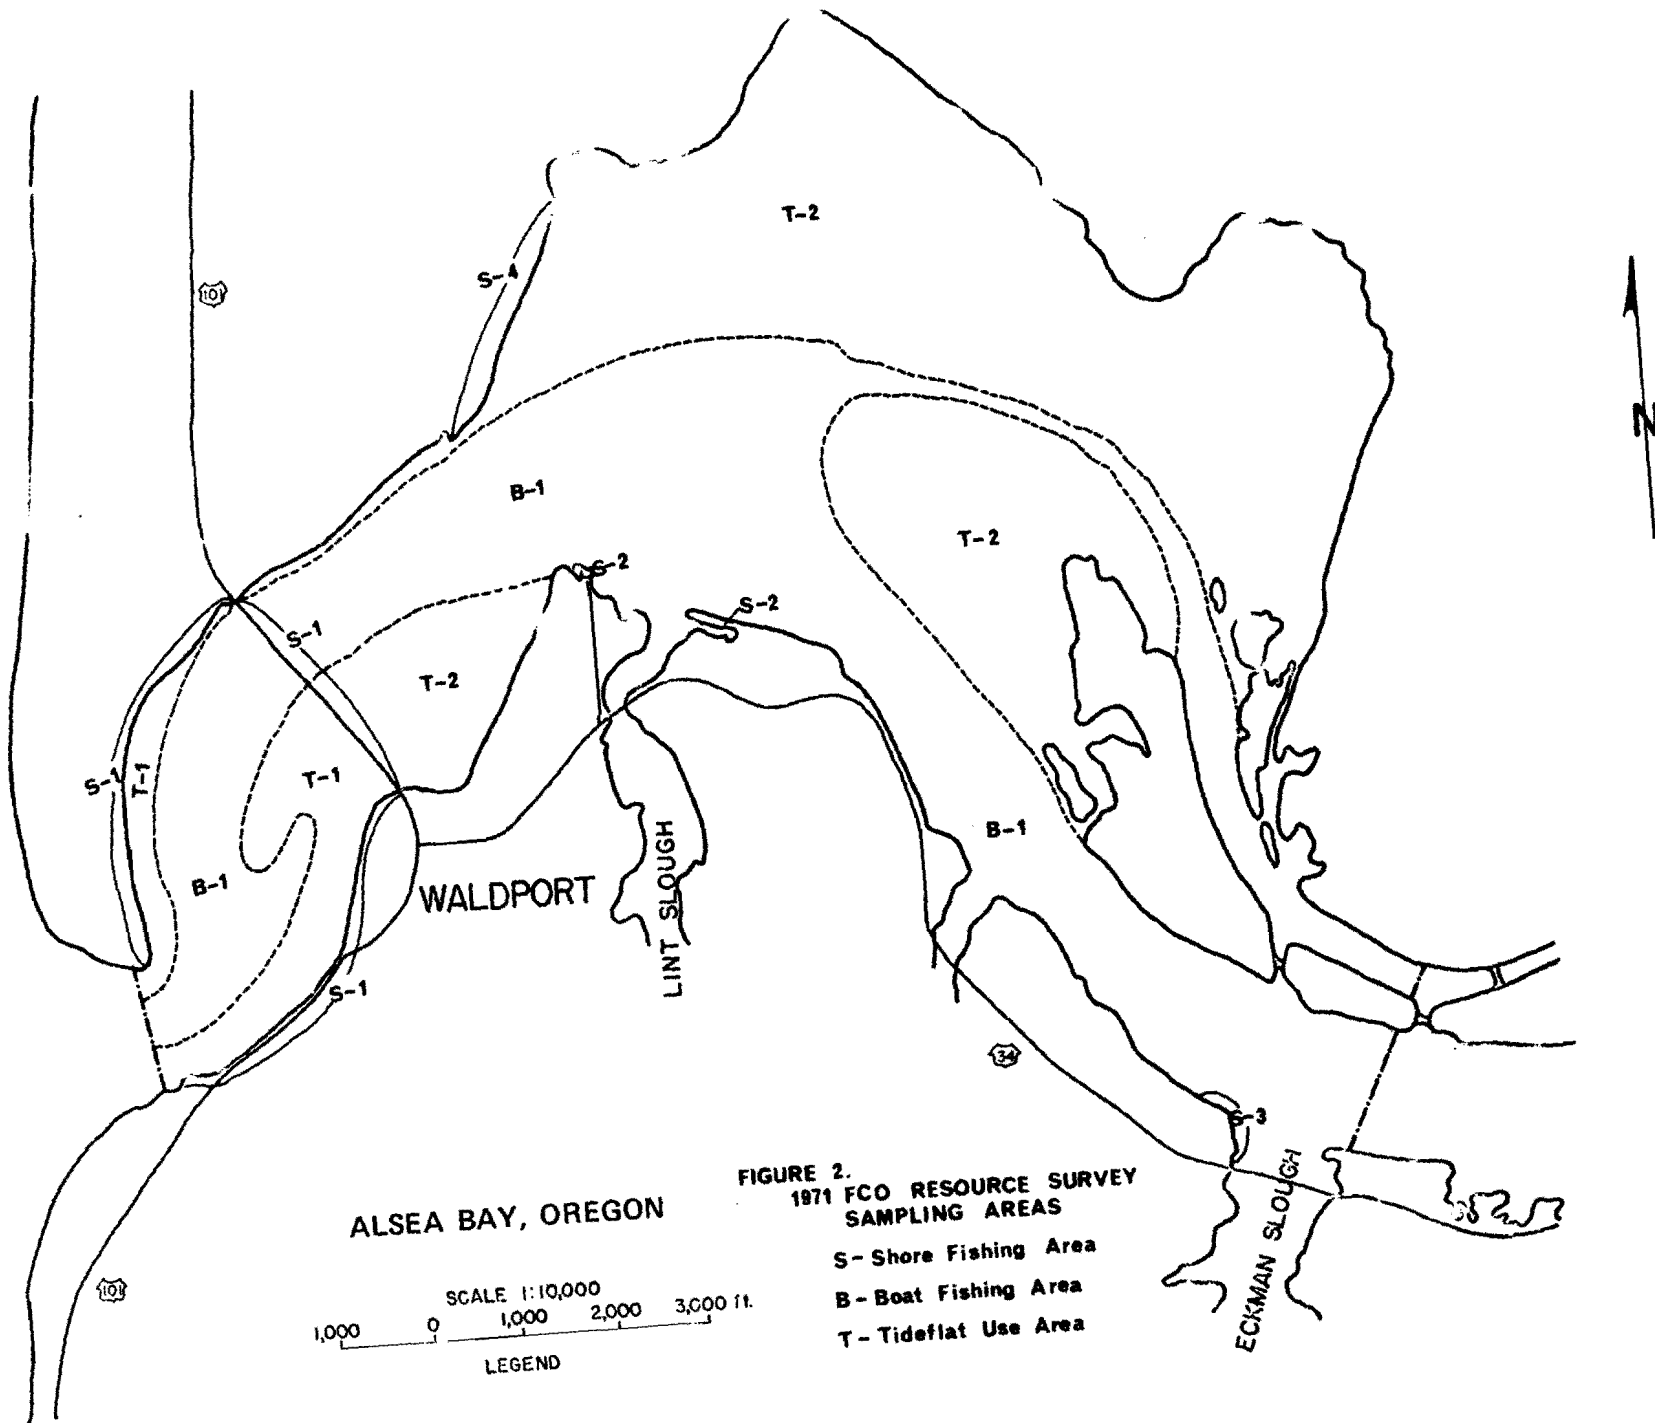 T-2
S-4
101
N
B-1
T-2
S-2
S-2
S-1
T-2
S-1
T-1
T-1
B-1
B-1
WALDPORT
LINT SLOUGH
S-1
34
S-3
ECKMAN SLOUGH
FIGURE 2.
1971 FCO RESOURCE SURVEY
SAMPLING AREAS
S - Shore Fishing Area
B - Boat Fishing Area
T - Tideflat Use Area
ALSEA BAY, OREGON
101
SCALE 1:10,000
1,000 0 1,000 2,000 3,000 ft.
LEGEND